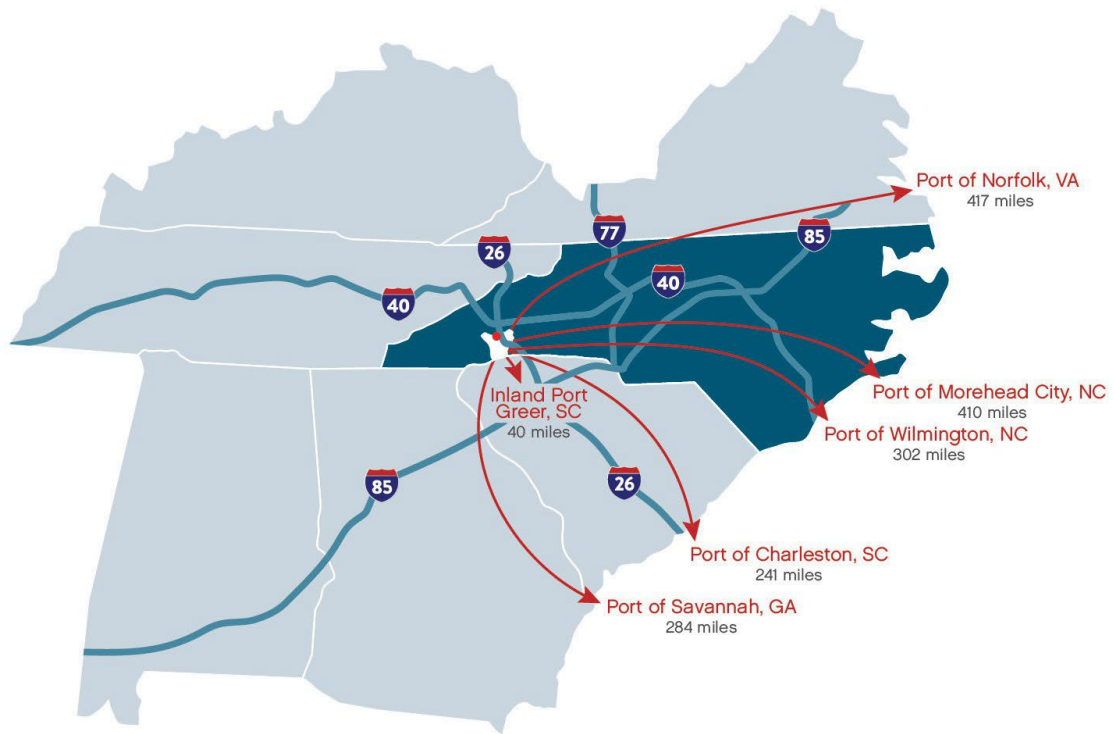 Port of Norfolk, VA
417 miles
77
85
26
40
40
Port of Morehead City, NC
410 miles
Inland Port
Greer, SC
40 miles
Port of Wilmington, NC
302 miles
85
26
Port of Charleston, SC
241 miles
Port of Savannah, GA
284 miles